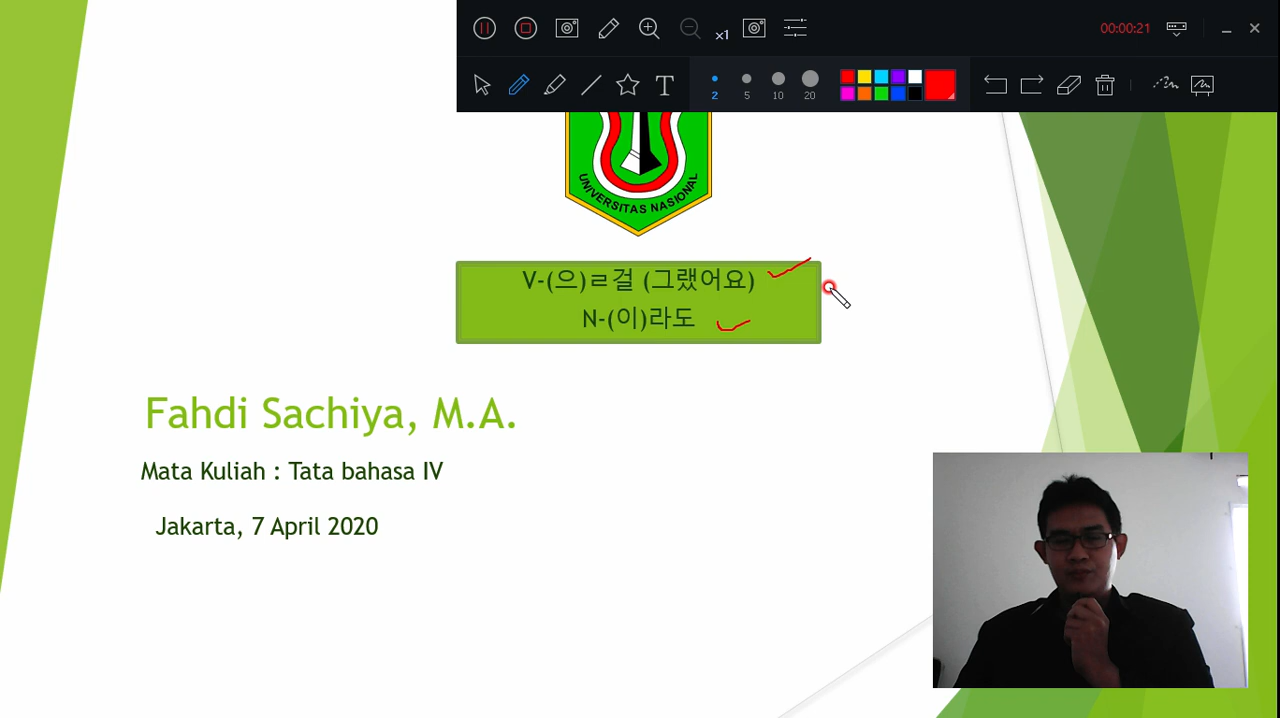 x1
00:00:21
T
2
5
10
20
UNIVERSITAS NASIONAL
V-(으)ㄹ걸 (그랬어요)
N-(이)라도
Fahdi Sachiya, M.A.
Mata Kuliah : Tata bahasa IV
Jakarta, 7 April 2020